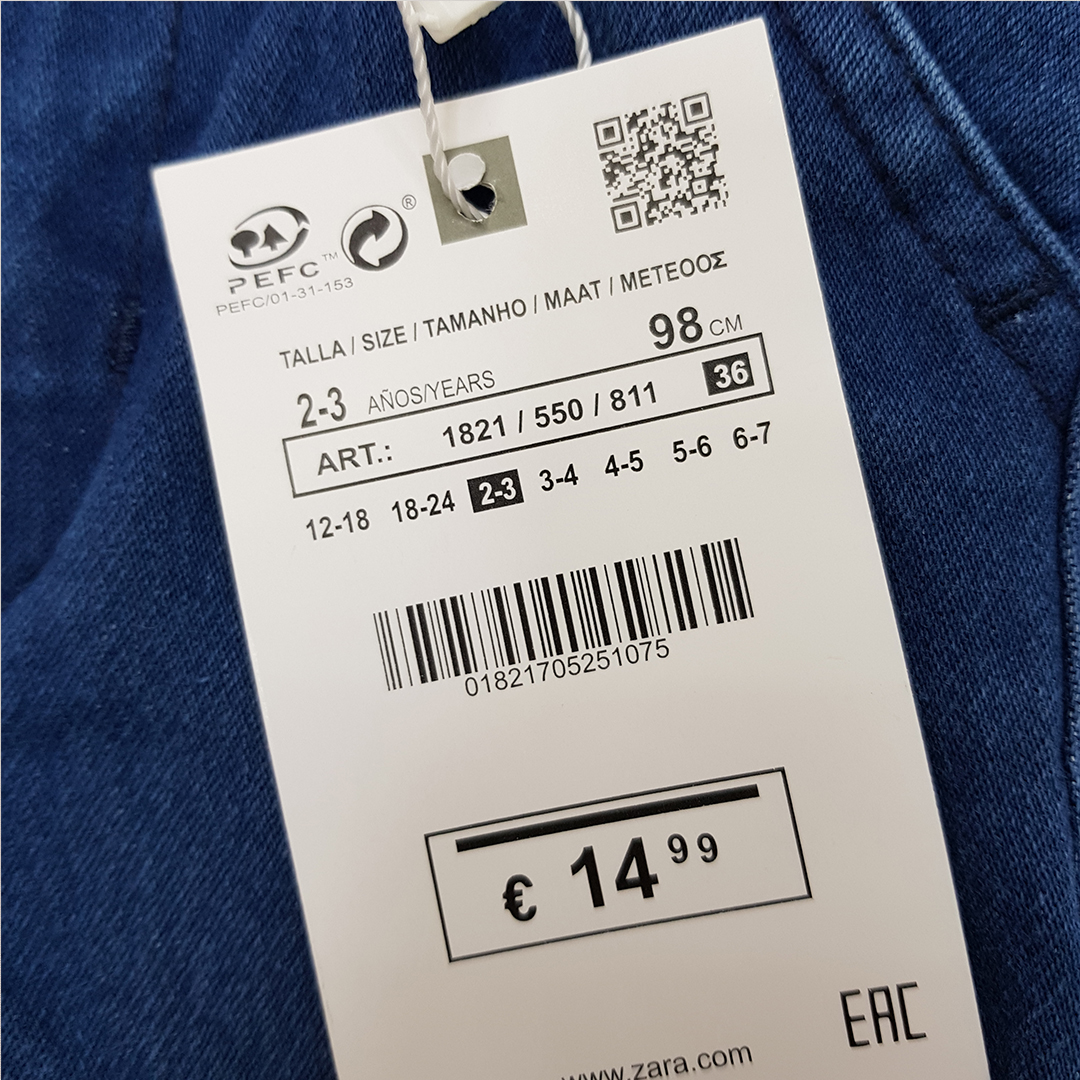 PEFC™
PEFC/01-31-153
®
TALLA / SIZE / TAMANHO / MAAT / ΜΕΤΕΟΟΣ
2-3 AÑOS/YEARS 98 CM
ART.: 1821 / 550 / 811 36
12-18 18-24 2-3 3-4 4-5 5-6 6-7
01821705251075
€ 14 99
EAC
www.zara.com